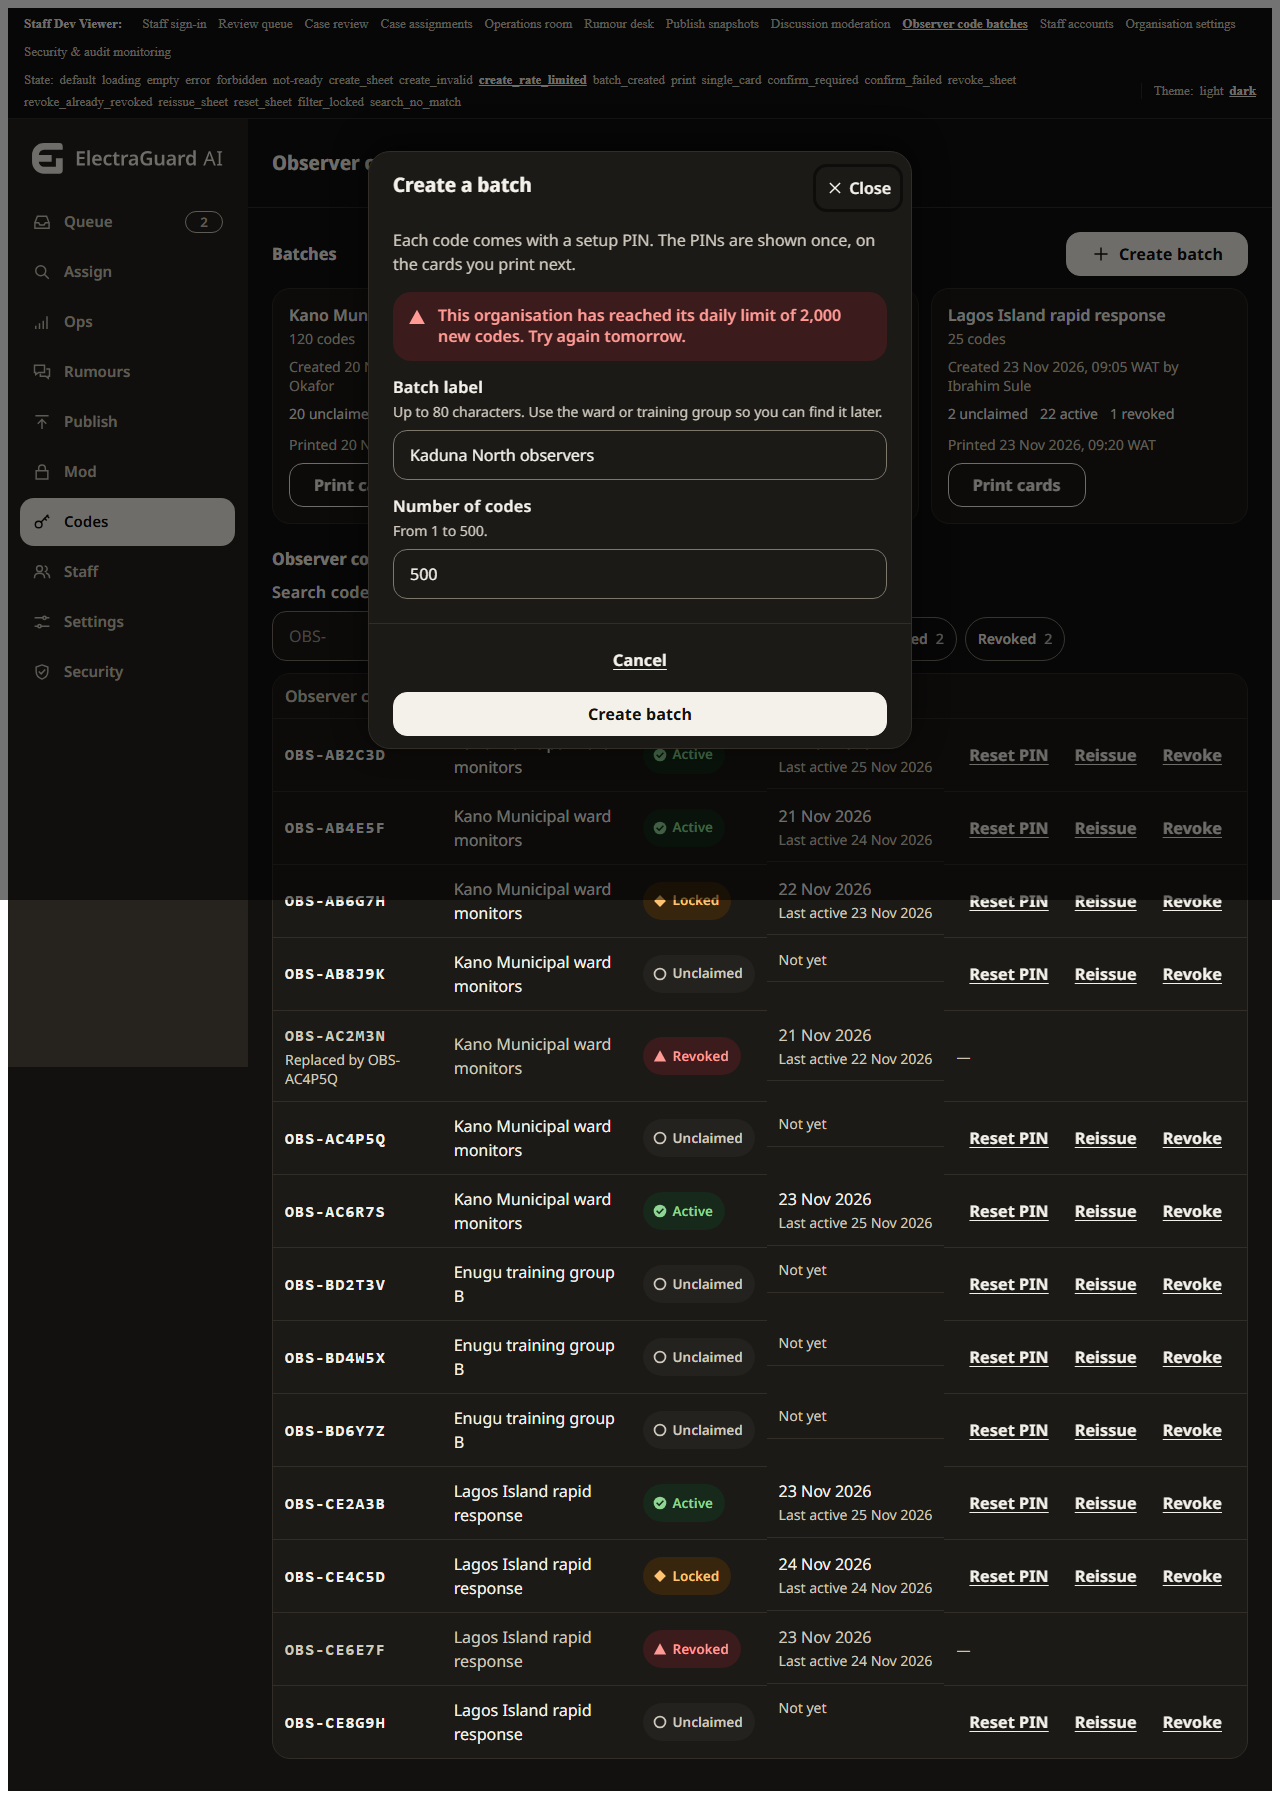 Staff Dev Viewer: Staff sign-in Review queue Case review Case assignments Operations room Rumour desk Publish snapshots Discussion moderation Observer code batches Staff accounts Organisation settings
Security & audit monitoring
State: default loading empty error forbidden not-ready create_sheet create_invalid create_rate_limited batch_created print single_card confirm_required confirm_failed revoke_sheet
revoke_already_revoked reissue_sheet reset_sheet filter_locked search_no_match
Theme: light dark
ElectraGuard AI
Queue 2
Assign
Ops
Rumours
Publish
Mod
Codes
Staff
Settings
Security
Observer c
Batches
Create batch
Kano Mun
120 codes
Created 20 N
Okafor
20 unclaime
Printed 20 N
Print ca
Lagos Island rapid response
25 codes
Created 23 Nov 2026, 09:05 WAT by
Ibrahim Sule
2 unclaimed 22 active 1 revoked
Printed 23 Nov 2026, 09:20 WAT
Print cards
Create a batch
Close
Each code comes with a setup PIN. The PINs are shown once, on
the cards you print next.
This organisation has reached its daily limit of 2,000
new codes. Try again tomorrow.
Batch label
Up to 80 characters. Use the ward or training group so you can find it later.
Kaduna North observers
Number of codes
From 1 to 500.
500
Cancel
Create batch
Observer co
Search code
OBS-
ed 2
Revoked 2
Observer c
OBS-AB2C3D
monitors
Active
Last active 25 Nov 2026
Reset PIN Reissue Revoke
OBS-AB4E5F
Kano Municipal ward
monitors
Active
21 Nov 2026
Last active 24 Nov 2026
Reset PIN Reissue Revoke
OBS-AB6G7H
Kano Municipal ward
monitors
Locked
22 Nov 2026
Last active 23 Nov 2026
Reset PIN Reissue Revoke
OBS-AB8J9K
Kano Municipal ward
monitors
Unclaimed
Not yet
Reset PIN Reissue Revoke
OBS-AC2M3N
Replaced by OBS-
AC4P5Q
Kano Municipal ward
monitors
Revoked
21 Nov 2026
Last active 22 Nov 2026
—
OBS-AC4P5Q
Kano Municipal ward
monitors
Unclaimed
Not yet
Reset PIN Reissue Revoke
OBS-AC6R7S
Kano Municipal ward
monitors
Active
23 Nov 2026
Last active 25 Nov 2026
Reset PIN Reissue Revoke
OBS-BD2T3V
Enugu training group
B
Unclaimed
Not yet
Reset PIN Reissue Revoke
OBS-BD4W5X
Enugu training group
B
Unclaimed
Not yet
Reset PIN Reissue Revoke
OBS-BD6Y7Z
Enugu training group
B
Unclaimed
Not yet
Reset PIN Reissue Revoke
OBS-CE2A3B
Lagos Island rapid
response
Active
23 Nov 2026
Last active 25 Nov 2026
Reset PIN Reissue Revoke
OBS-CE4C5D
Lagos Island rapid
response
Locked
24 Nov 2026
Last active 24 Nov 2026
Reset PIN Reissue Revoke
OBS-CE6E7F
Lagos Island rapid
response
Revoked
23 Nov 2026
Last active 24 Nov 2026
—
OBS-CE8G9H
Lagos Island rapid
response
Unclaimed
Not yet
Reset PIN Reissue Revoke